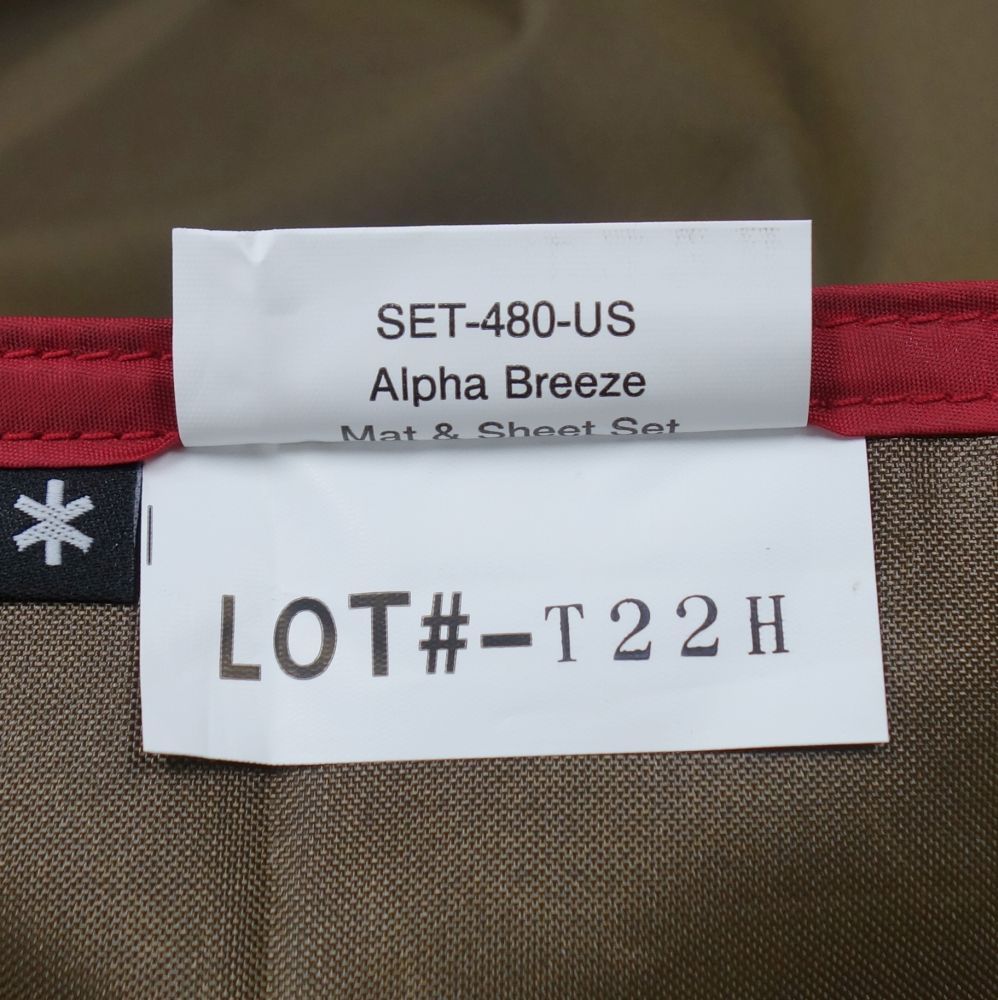 SET-480-US
Alpha Breeze
Mat & Sheet Set
LOT#-T22H